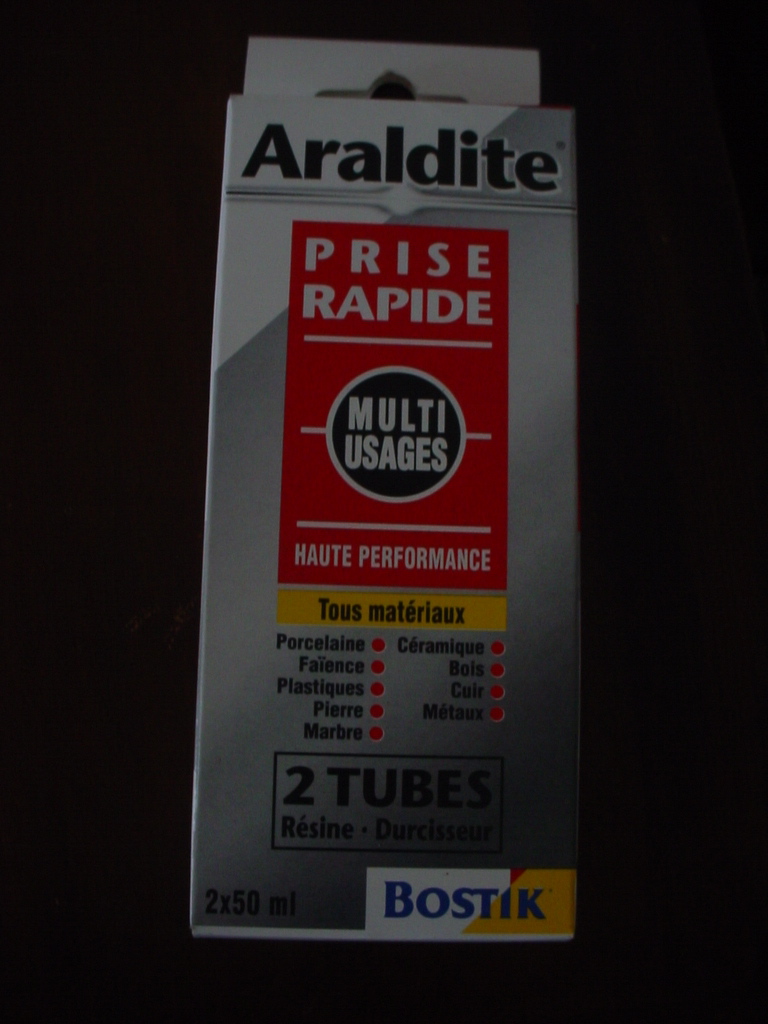 Araldite®
PRISE
RAPIDE
MULTI
USAGES
HAUTE PERFORMANCE
Tous matériaux
Porcelaine
Faïence
Plastiques
Pierre
Marbre
Céramique
Bois
Cuir
Métaux
2 TUBES
Résine · Durcisseur
2x50 ml
BOSTIK